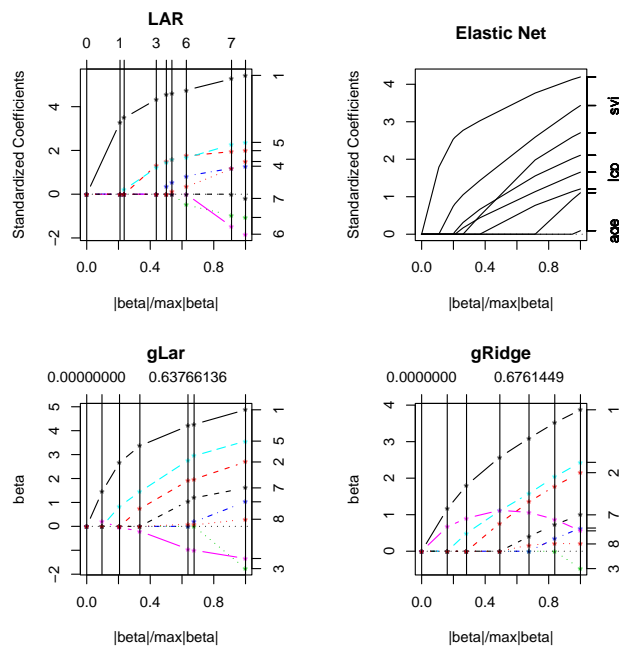 LAR
0 1 3 6 7
Standardized Coefficients
4
2
0
−2
1
5
4
7
6
0.0 0.4 0.8
|beta|/max|beta|
Elastic Net
Standardized Coefficients
4
3
2
1
0
svi
lcp
age
0.0 0.4 0.8
|beta|/max|beta|
gLar
0.00000000 0.63766136
beta
5
4
3
2
1
0
−2
1
5
2
7
8
3
0.0 0.4 0.8
|beta|/max|beta|
gRidge
0.0000000 0.6761449
beta
4
3
2
1
0
1
2
7
8
3
0.0 0.4 0.8
|beta|/max|beta|